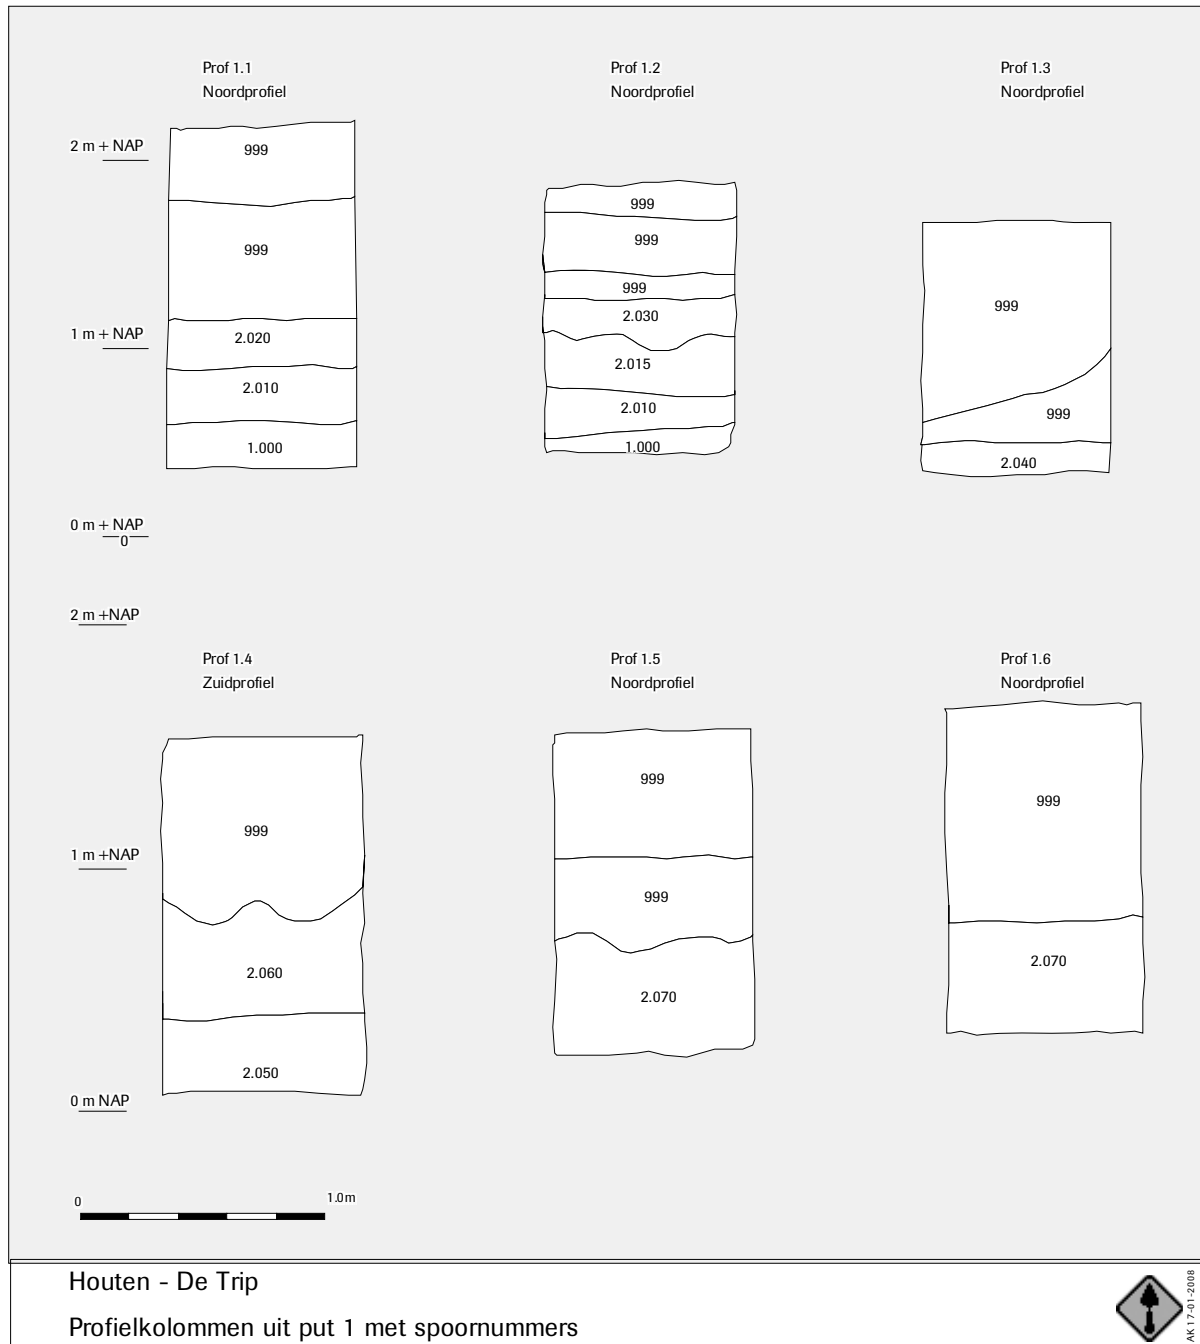 Prof 1.1
Noordprofiel
Prof 1.2
Noordprofiel
Prof 1.3
Noordprofiel
2 m + NAP
1 m + NAP
0 m + NAP
0
999
999
2.020
2.010
1.000
999
999
999
2.030
2.015
2.010
1.000
999
999
2.040
2 m +NAP
1 m +NAP
0 m NAP
Prof 1.4
Zuidprofiel
Prof 1.5
Noordprofiel
Prof 1.6
Noordprofiel
999
2.060
2.050
999
999
2.070
999
2.070
0 1.0m
Houten - De Trip
Profielkolommen uit put 1 met spoornummers
AK 17-01-2008